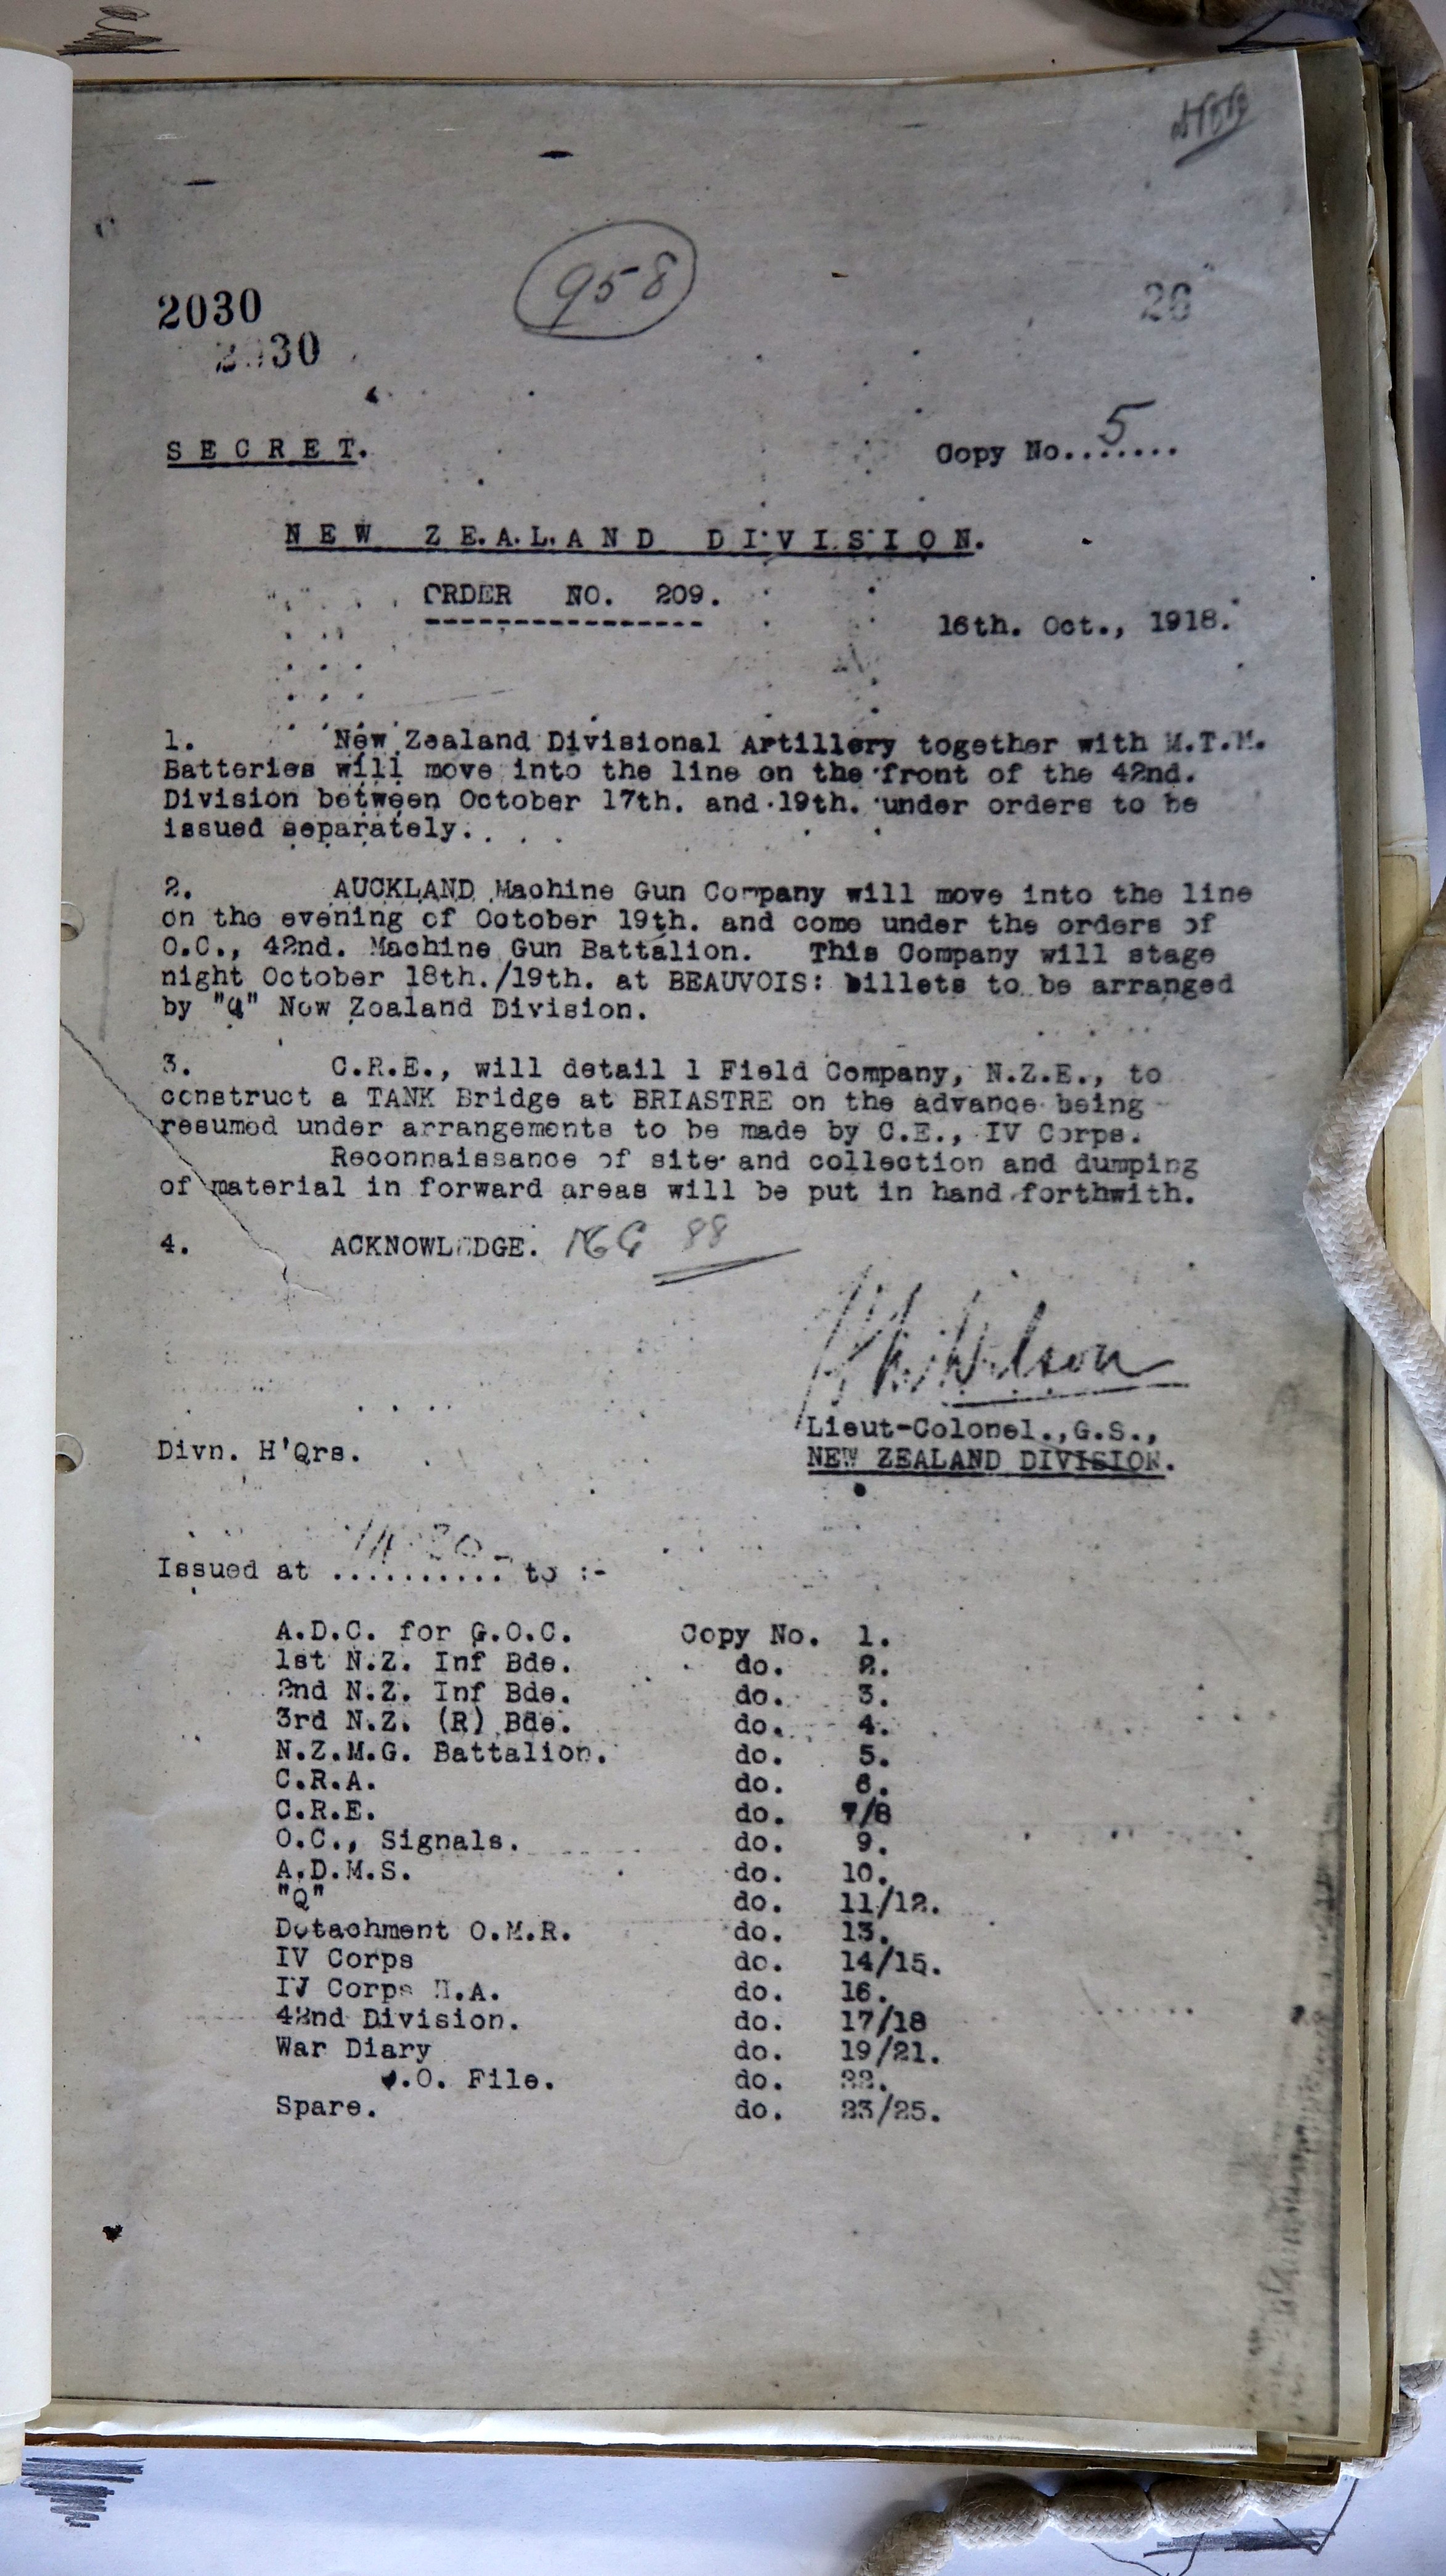 958
2030
26
2030
SECRET.
Copy No..5.....
NEW ZEALAND DIVISION.
ORDER NO. 209.
16th. Oct., 1918.
1. New Zealand Divisional Artillery together with M.T.M.
Batteries will move into the line on the front of the 42nd.
Division between October 17th. and 19th. under orders to be
issued separately.
2. AUCKLAND Machine Gun Company will move into the line
on the evening of October 19th. and come under the orders of
O.C., 42nd. Machine Gun Battalion. This Company will stage
night October 18th./19th. at BEAUVOIS: billets to be arranged
by "Q" New Zealand Division.
3. C.R.E., will detail 1 Field Company, N.Z.E., to
construct a TANK Bridge at BRIASTRE on the advance being
resumed under arrangements to be made by C.E., IV Corps.
Reconnaissance of site and collection and dumping
of material in forward areas will be put in hand forthwith.
4. ACKNOWLEDGE. 88
Wilson
Lieut-Colonel.,G.S.,
Divn. H'Qrs.
NEW ZEALAND DIVISION.
Issued at .......... to :-
A.D.C. for G.O.C. Copy No. 1.
1st N.Z. Inf Bde. do. 2.
2nd N.Z. Inf Bde. do. 3.
3rd N.Z. (R) Bde. do. 4.
N.Z.M.G. Battalion. do. 5.
C.R.A. do. 6.
C.R.E. do. 7/8
O.C., Signals. do. 9.
A.D.M.S. do. 10.
"Q" do. 11/12.
Detachment O.M.R. do. 13.
IV Corps do. 14/15.
IV Corps H.A. do. 16.
42nd Division. do. 17/18
War Diary do. 19/21.
.O. File. do. 22.
Spare. do. 23/25.